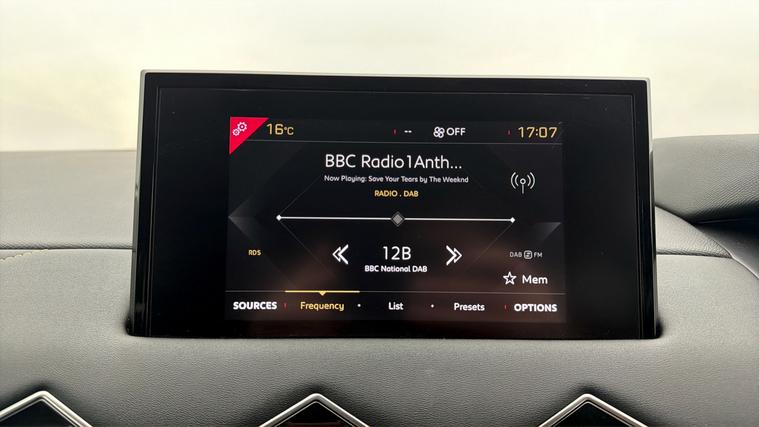 16°C -- OFF 17:07
BBC Radio1Anth...
Now Playing: Save Your Tears by The Weeknd
RADIO . DAB
RDS
12B
BBC National DAB
DAB FM
Mem
SOURCES Frequency List Presets OPTIONS